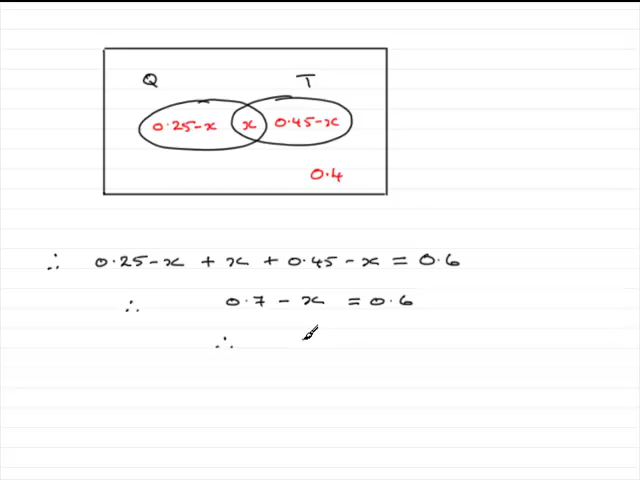 Q T
0.25-x x 0.45-x
0.4
∴ 0.25-x + x + 0.45-x = 0.6
∴ 0.7 - x = 0.6
∴